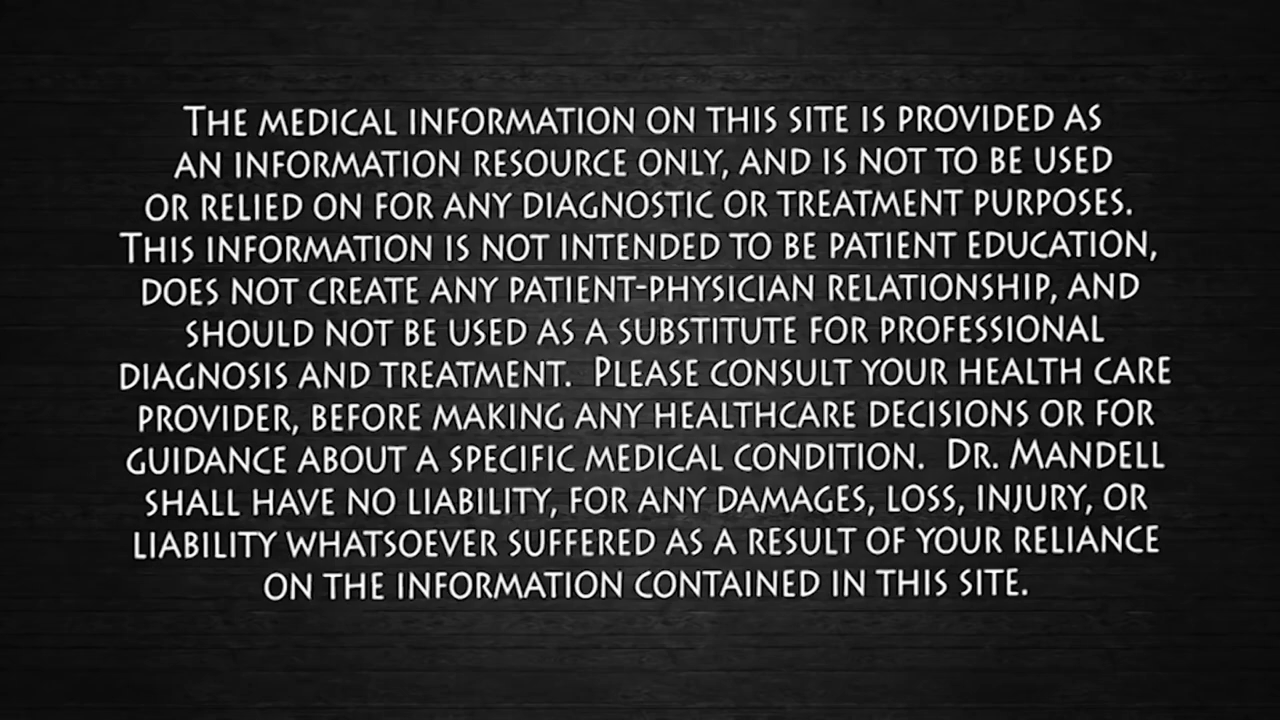 The medical information on this site is provided as
an information resource only, and is not to be used
or relied on for any diagnostic or treatment purposes.
This information is not intended to be patient education,
does not create any patient-physician relationship, and
should not be used as a substitute for professional
diagnosis and treatment.  Please consult your health care
provider, before making any healthcare decisions or for
guidance about a specific medical condition.  Dr. Mandell
shall have no liability, for any damages, loss, injury, or
liability whatsoever suffered as a result of your reliance
on the information contained in this site.